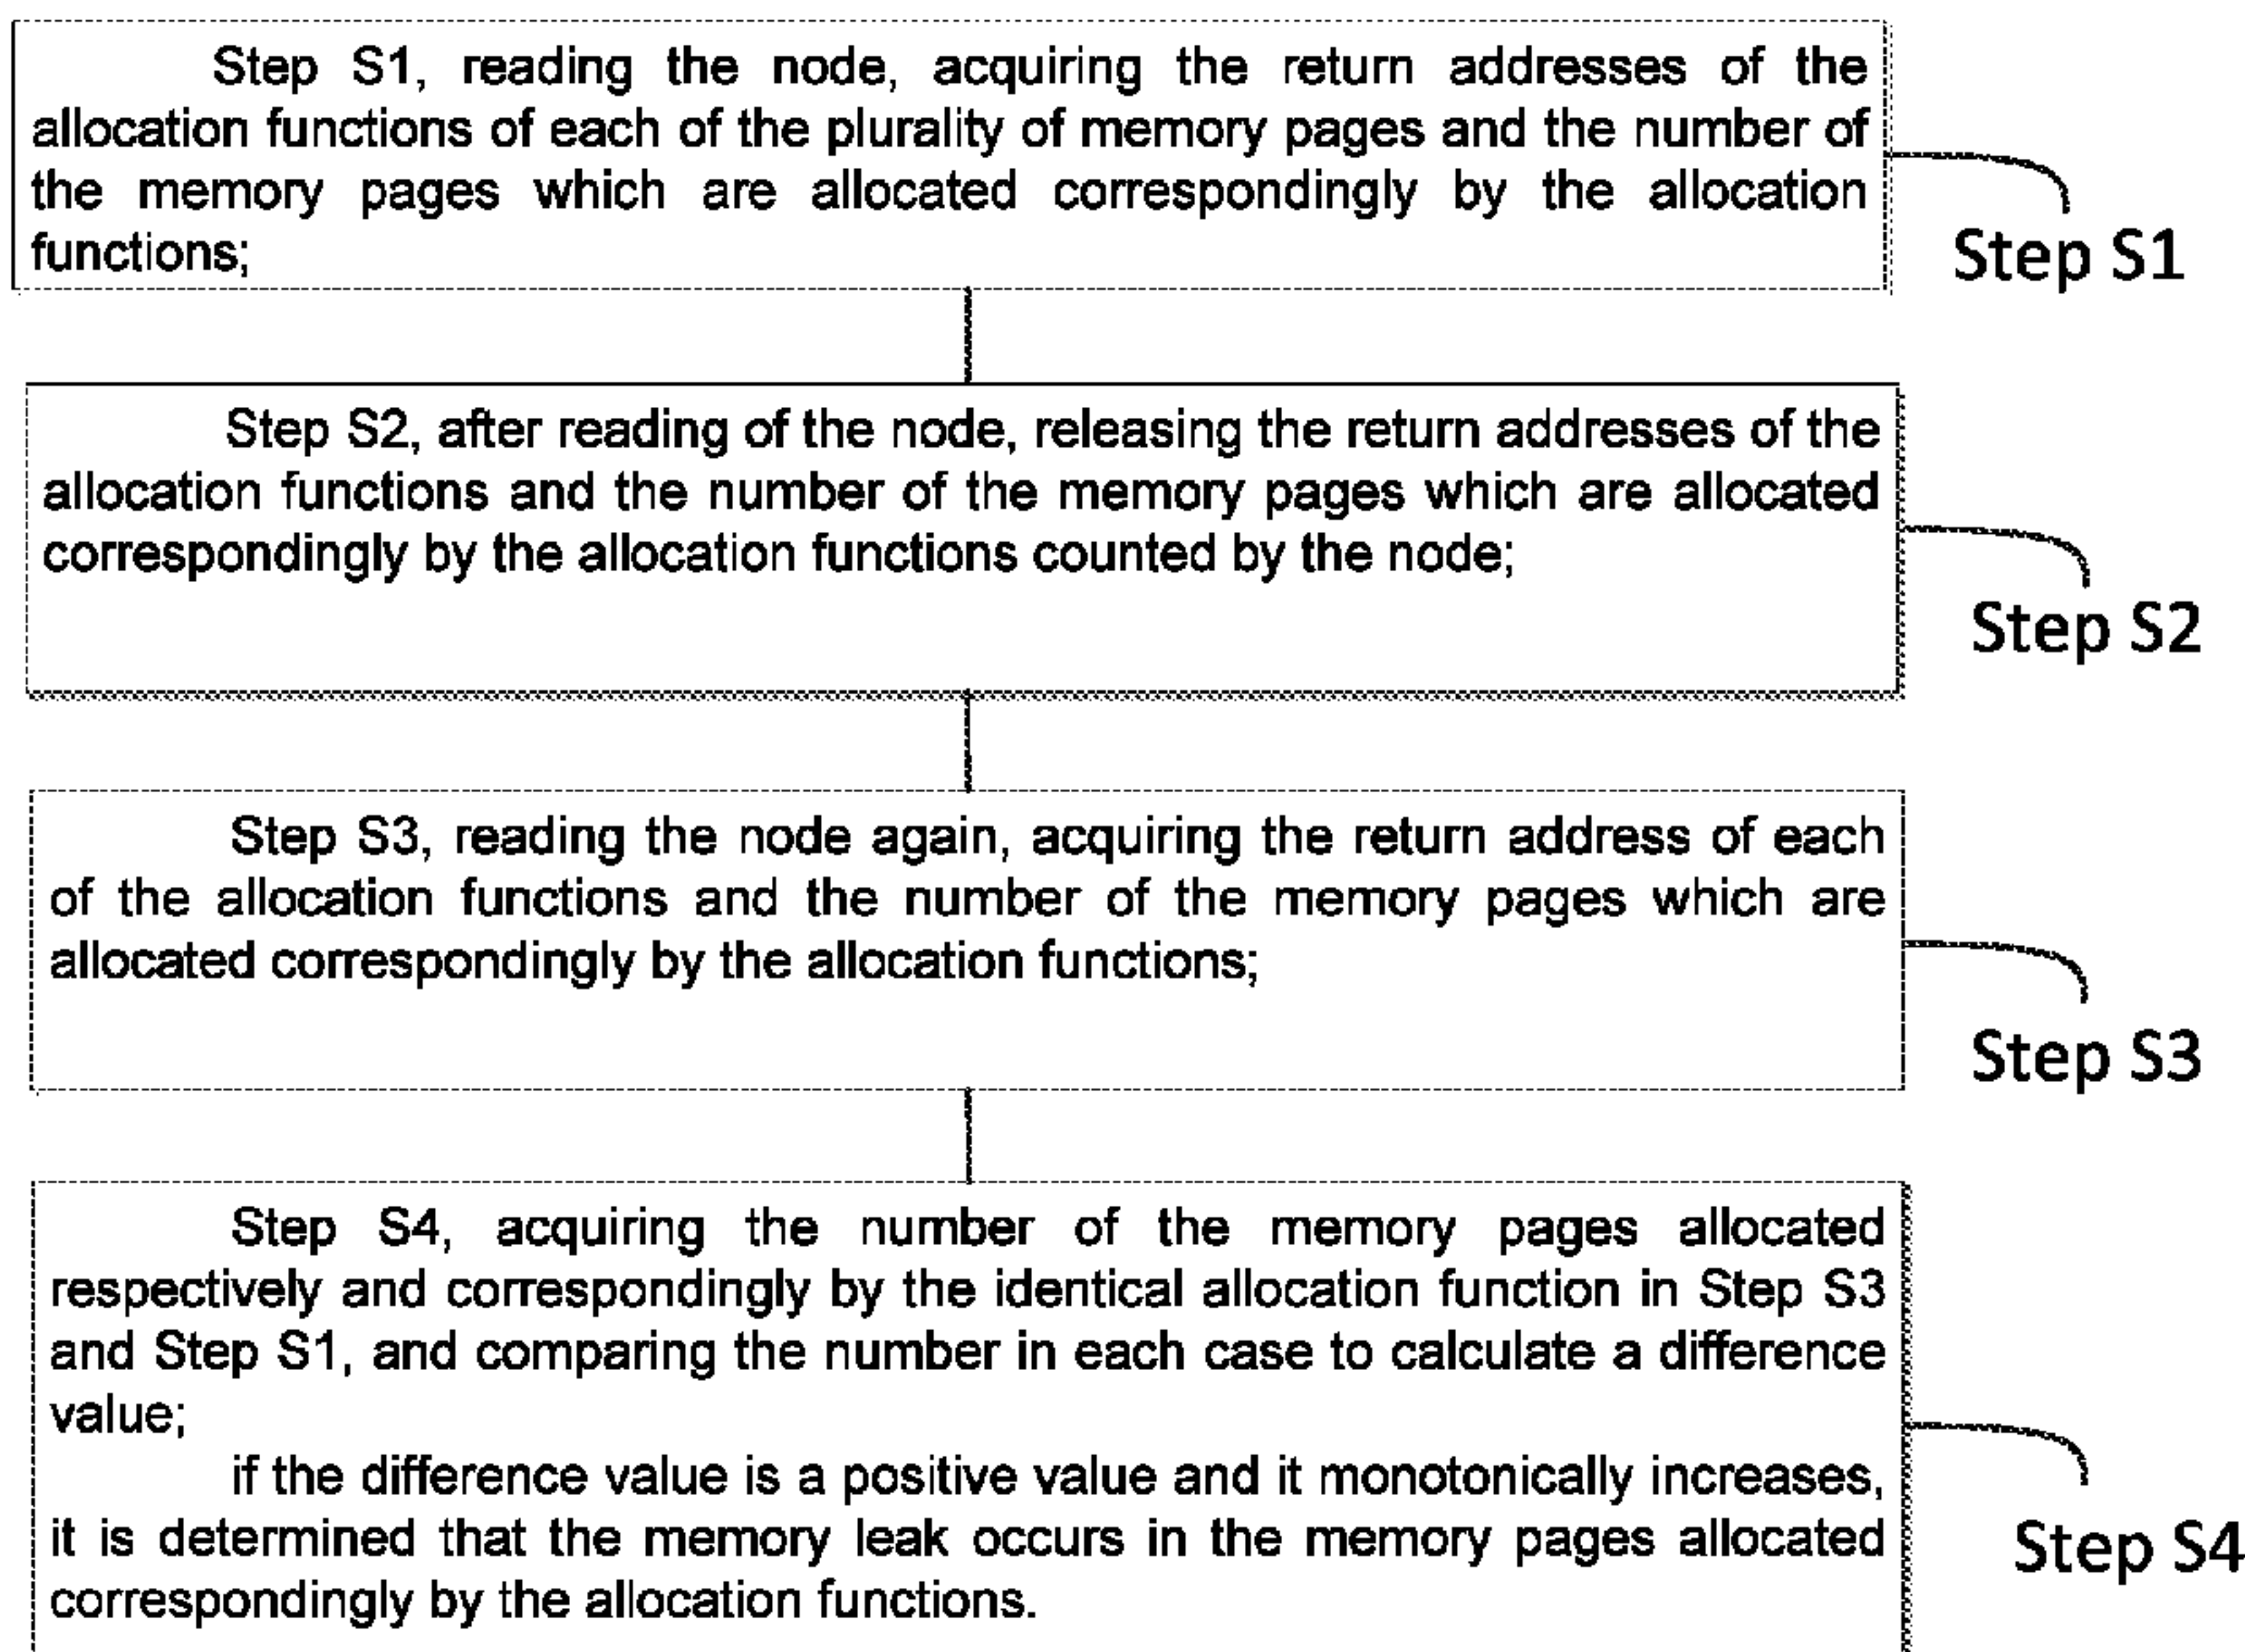 Step S1, reading the node, acquiring the return addresses of the
allocation functions of each of the plurality of memory pages and the number of
the memory pages which are allocated correspondingly by the allocation
functions;
Step S1
Step S2, after reading of the node, releasing the return addresses of the
allocation functions and the number of the memory pages which are allocated
correspondingly by the allocation functions counted by the node;
Step S2
Step S3, reading the node again, acquiring the return address of each
of the allocation functions and the number of the memory pages which are
allocated correspondingly by the allocation functions;
Step S3
Step S4, acquiring the number of the memory pages allocated
respectively and correspondingly by the identical allocation function in Step S3
and Step S1, and comparing the number in each case to calculate a difference
value;
if the difference value is a positive value and it monotonically increases,
it is determined that the memory leak occurs in the memory pages allocated
correspondingly by the allocation functions.
Step S4